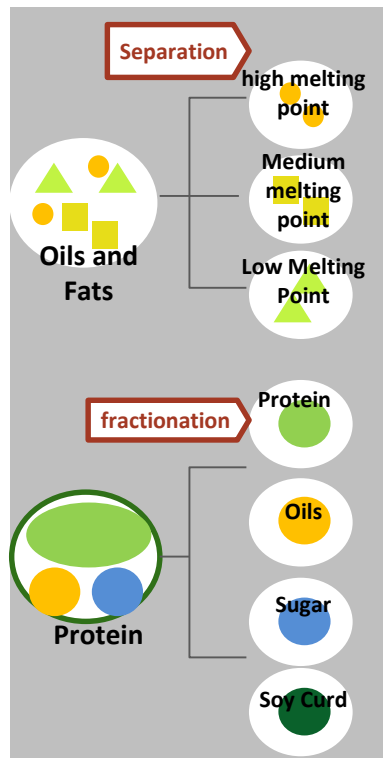 Separation
high melting
point
Medium
melting
point
Oils and
Fats
Low Melting
Point
fractionation
Protein
Oils
Sugar
Protein
Soy Curd